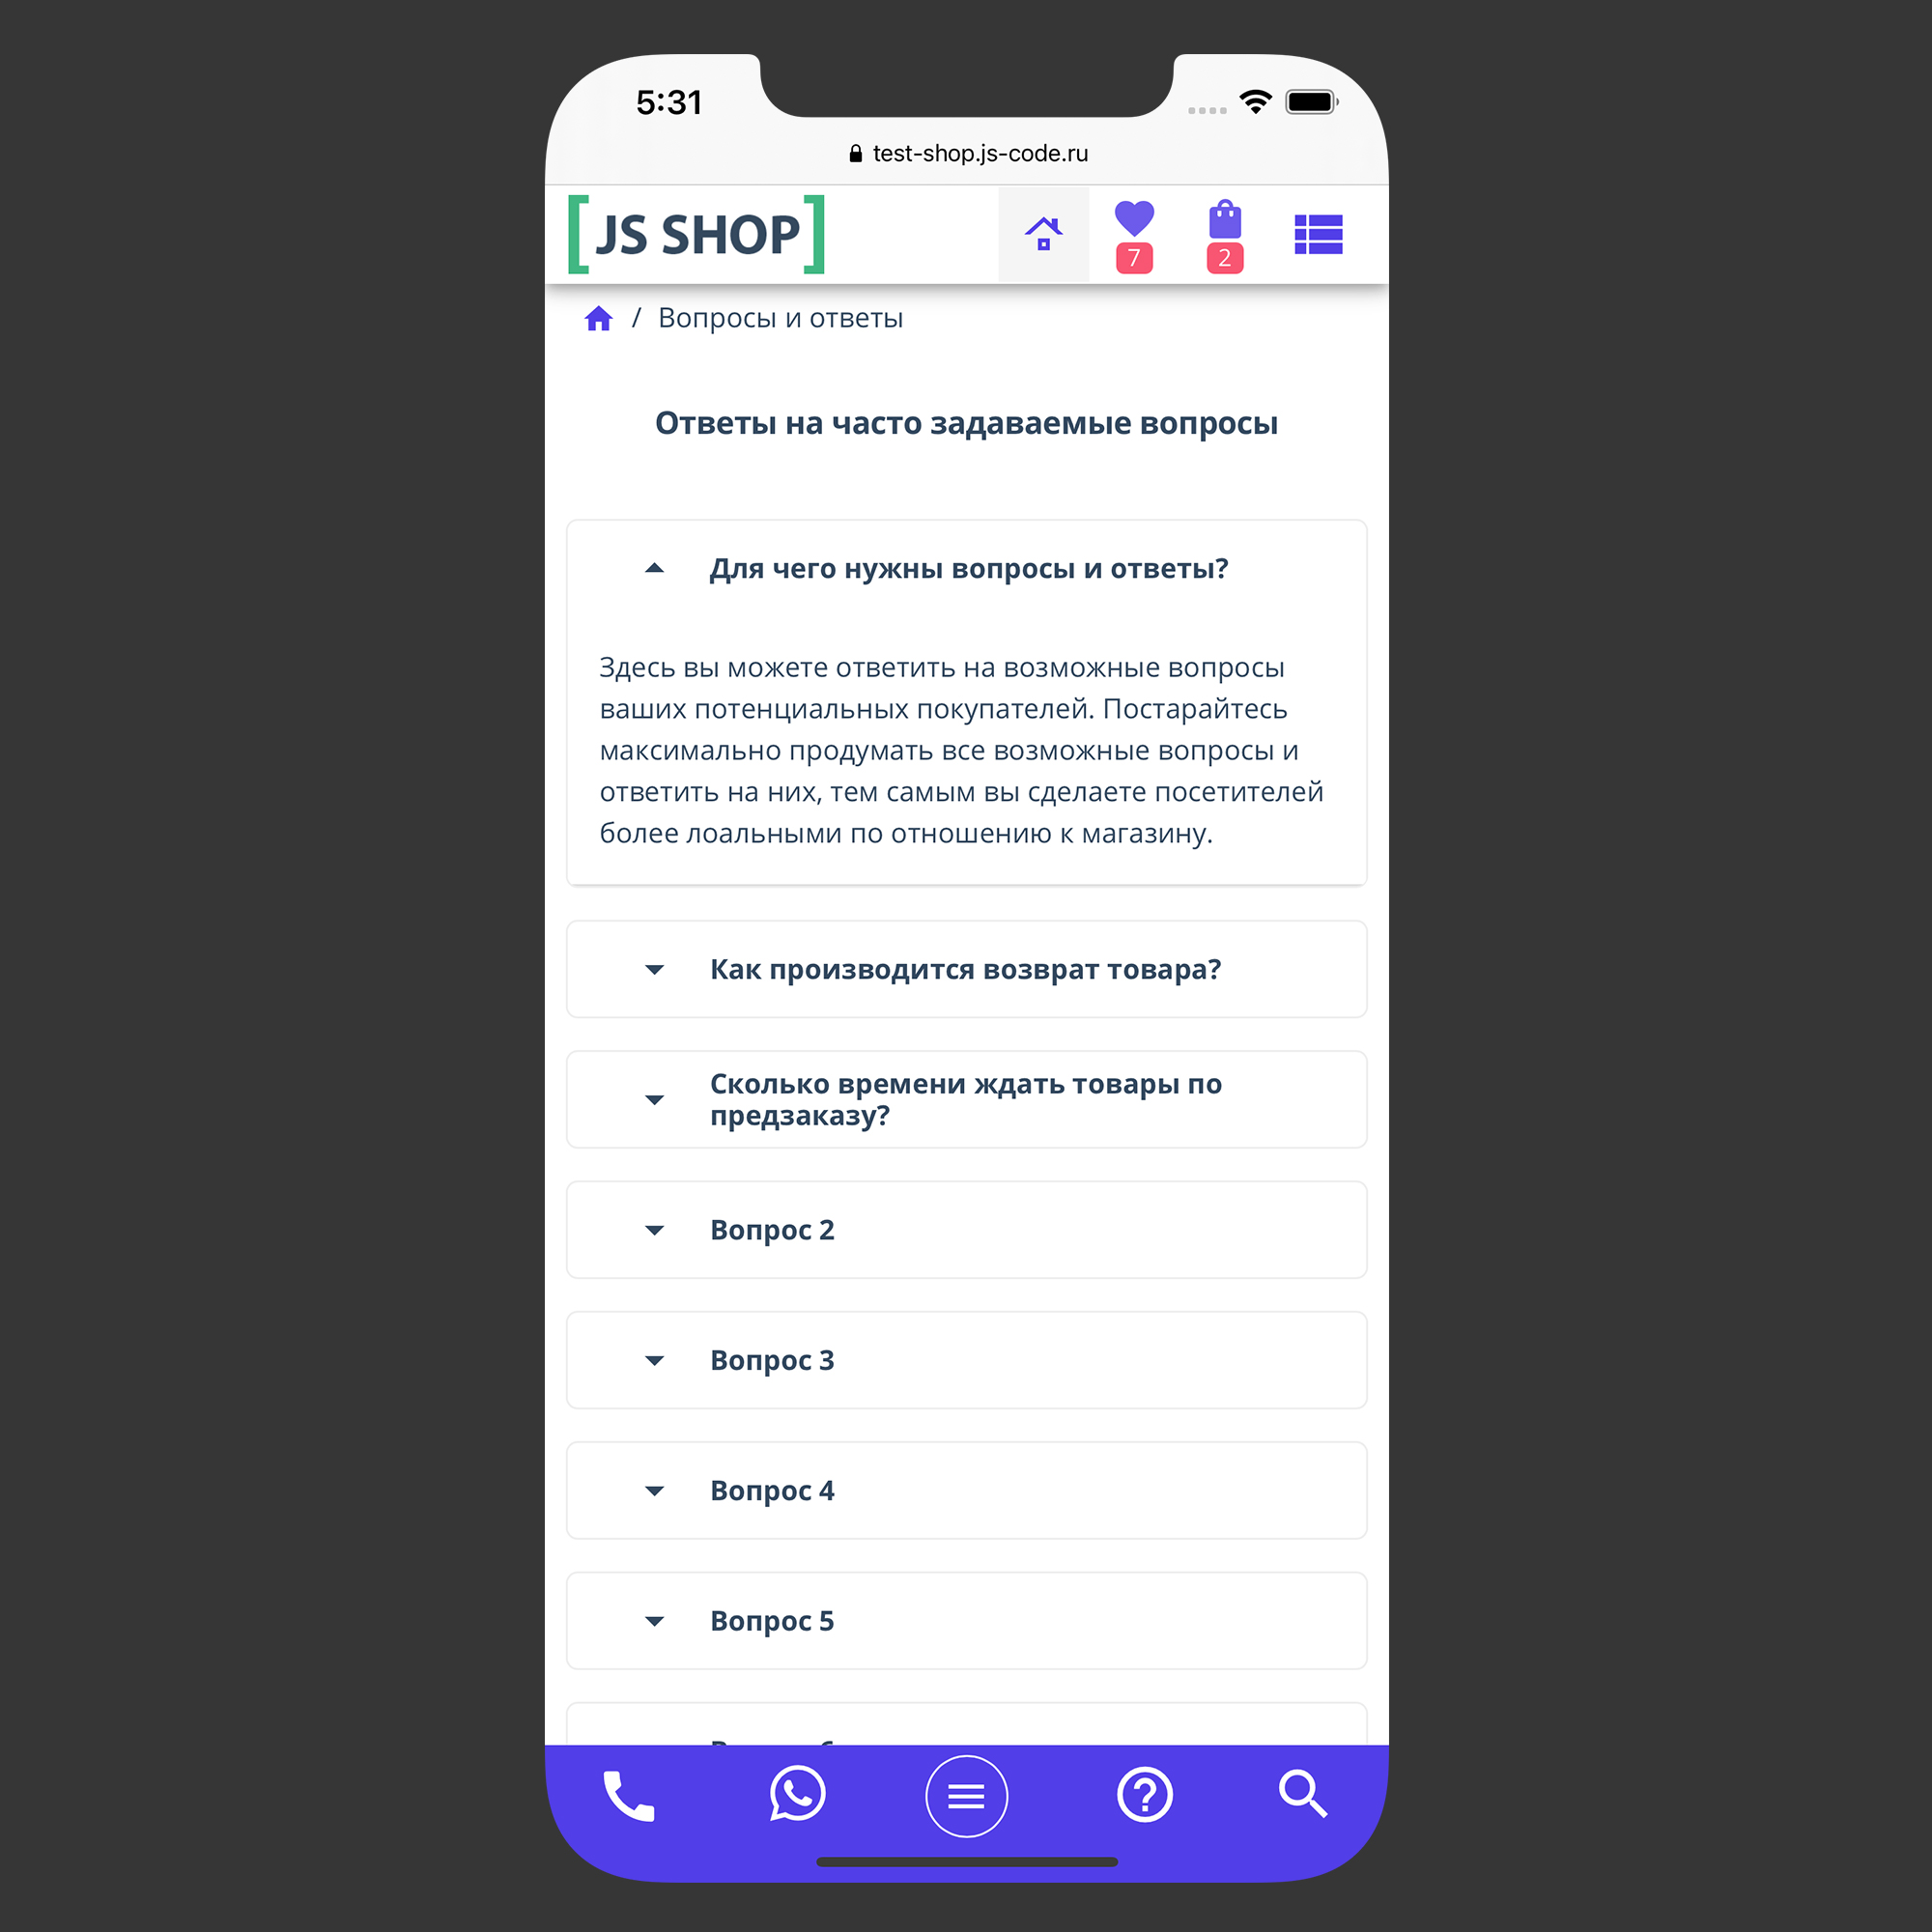 5:31
test-shop.js-code.ru
[JS SHOP]
7
2
/ Вопросы и ответы
Ответы на часто задаваемые вопросы
Для чего нужны вопросы и ответы?
Здесь вы можете ответить на возможные вопросы
ваших потенциальных покупателей. Постарайтесь
максимально продумать все возможные вопросы и
ответить на них, тем самым вы сделаете посетителей
более лоальными по отношению к магазину.
Как производится возврат товара?
Сколько времени ждать товары по
предзаказу?
Вопрос 2
Вопрос 3
Вопрос 4
Вопрос 5